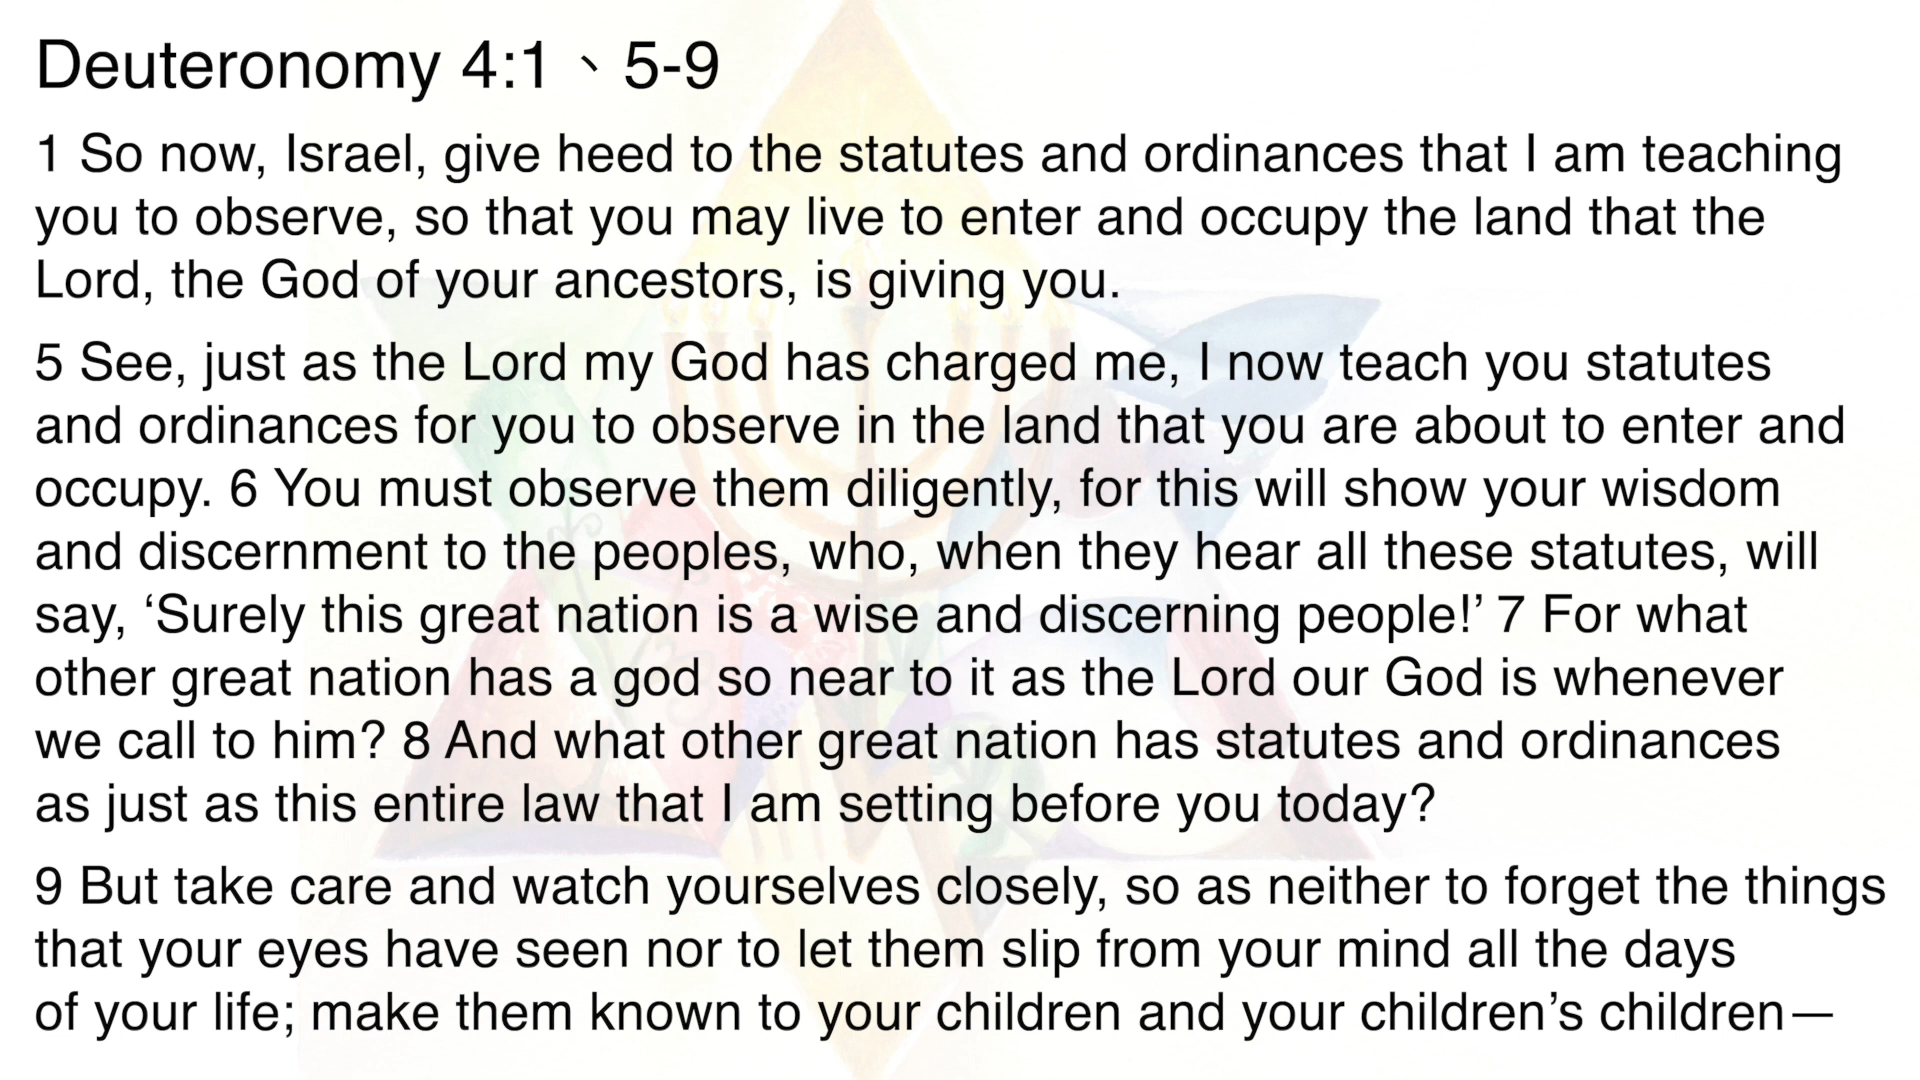 Deuteronomy 4:1、5-9
1 So now, Israel, give heed to the statutes and ordinances that I am teaching
you to observe, so that you may live to enter and occupy the land that the
Lord, the God of your ancestors, is giving you.
5 See, just as the Lord my God has charged me, I now teach you statutes
and ordinances for you to observe in the land that you are about to enter and
occupy. 6 You must observe them diligently, for this will show your wisdom
and discernment to the peoples, who, when they hear all these statutes, will
say, ‘Surely this great nation is a wise and discerning people!’ 7 For what
other great nation has a god so near to it as the Lord our God is whenever
we call to him? 8 And what other great nation has statutes and ordinances
as just as this entire law that I am setting before you today?
9 But take care and watch yourselves closely, so as neither to forget the things
that your eyes have seen nor to let them slip from your mind all the days
of your life; make them known to your children and your children’s children—